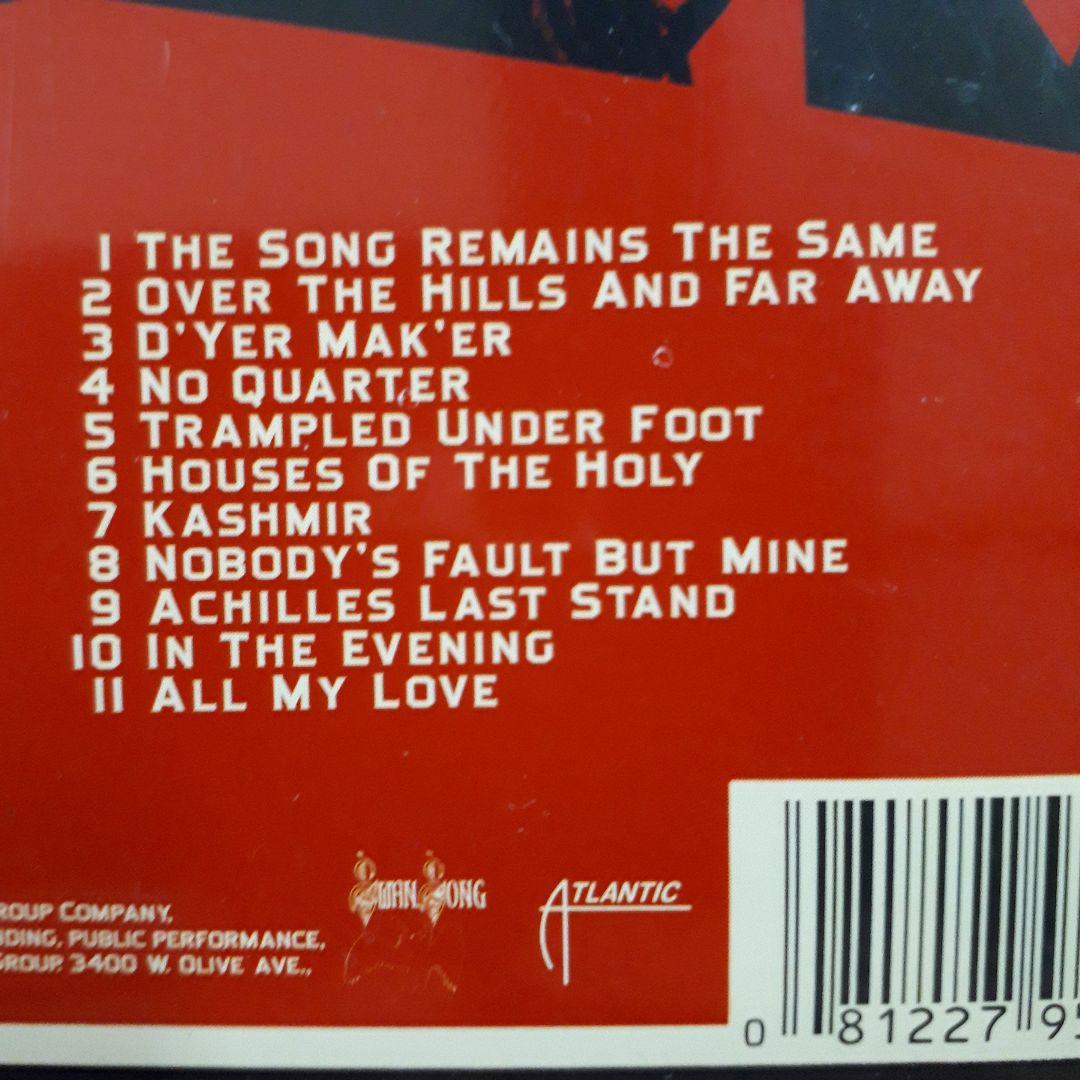 1 THE SONG REMAINS THE SAME
2 OVER THE HILLS AND FAR AWAY
3 D'YER MAK'ER
4 NO QUARTER
5 TRAMPLED UNDER FOOT
6 HOUSES OF THE HOLY
7 KASHMIR
8 NOBODY'S FAULT BUT MINE
9 ACHILLES LAST STAND
10 IN THE EVENING
11 ALL MY LOVE
SWAN SONG
ATLANTIC
ROUP COMPANY,
DING, PUBLIC PERFORMANCE,
GROUP, 3400 W. OLIVE AVE.,
0 81227 95